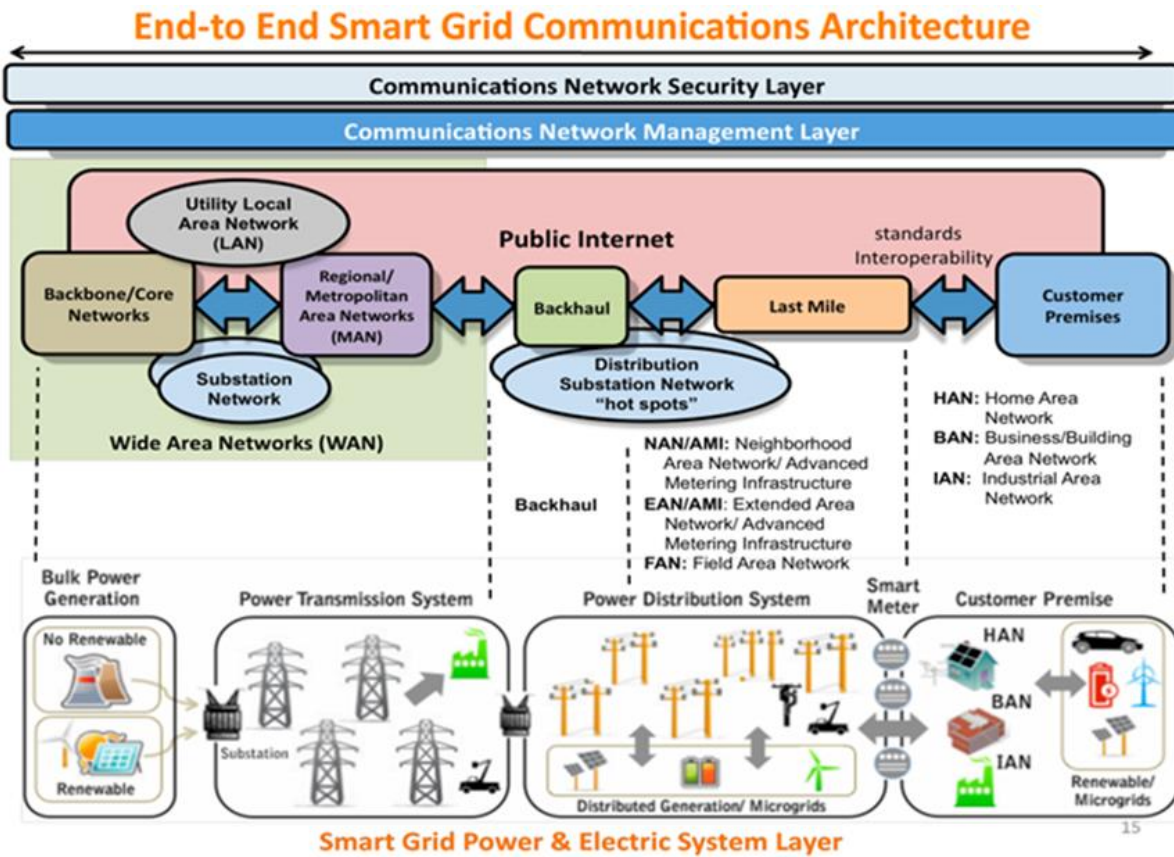 End-to End Smart Grid Communications Architecture
Communications Network Security Layer
Communications Network Management Layer
Utility Local
Area Network
(LAN)
Public Internet
standards
Interoperability
Backbone/Core
Networks
Regional/
Metropolitan
Area Networks
(MAN)
Backhaul
Last Mile
Customer
Premises
Substation
Network
Distribution
Substation Network
“hot spots”
Wide Area Networks (WAN)
Backhaul
NAN/AMI: Neighborhood
Area Network/ Advanced
Metering Infrastructure
EAN/AMI: Extended Area
Network/ Advanced
Metering Infrastructure
FAN: Field Area Network
HAN: Home Area
Network
BAN: Business/Building
Area Network
IAN: Industrial Area
Network
Bulk Power
Generation
Power Transmission System
Power Distribution System
Smart
Meter
Customer Premise
No Renewable
Renewable
Substation
Distributed Generation/ Microgrids
HAN
BAN
IAN
Renewable/
Microgrids
Smart Grid Power & Electric System Layer
15